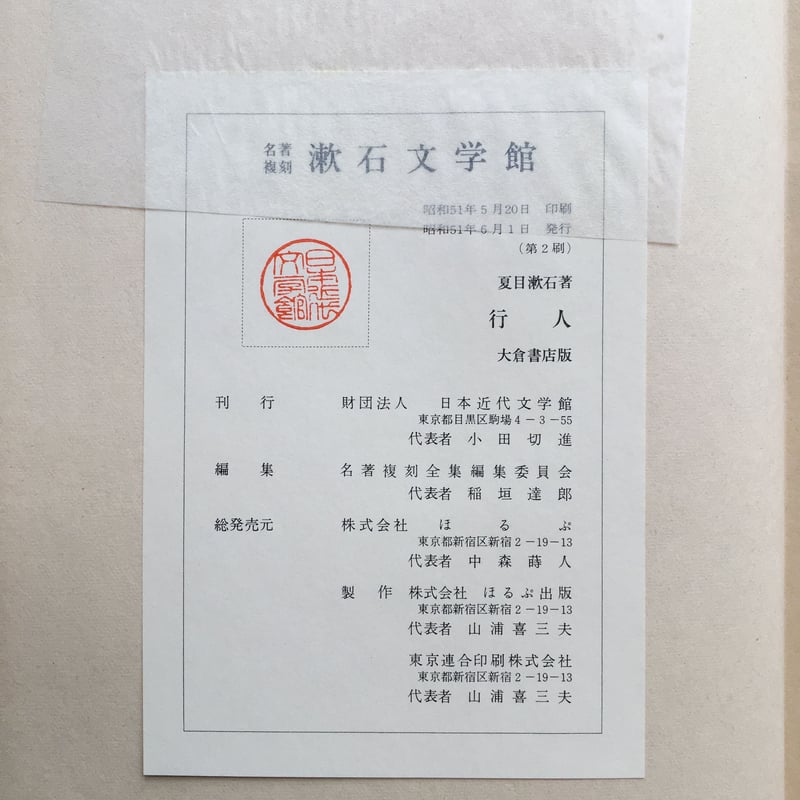 名著複刻 漱石文学館
昭和51年5月20日 印刷
昭和51年6月1日 発行
(第2刷)
夏目漱石著
行人
大倉書店版
刊行 財団法人 日本近代文学館
東京都目黒区駒場4-3-55
代表者 小田切進
編集 名著複刻全集編集委員会
代表者 稲垣達郎
総発売元 株式会社 ほるぷ
東京都新宿区新宿2-19-13
代表者 中森蒔人
製作 株式会社 ほるぷ出版
東京都新宿区新宿2-19-13
代表者 山浦喜三夫
東京連合印刷株式会社
東京都新宿区新宿2-19-13
代表者 山浦喜三夫